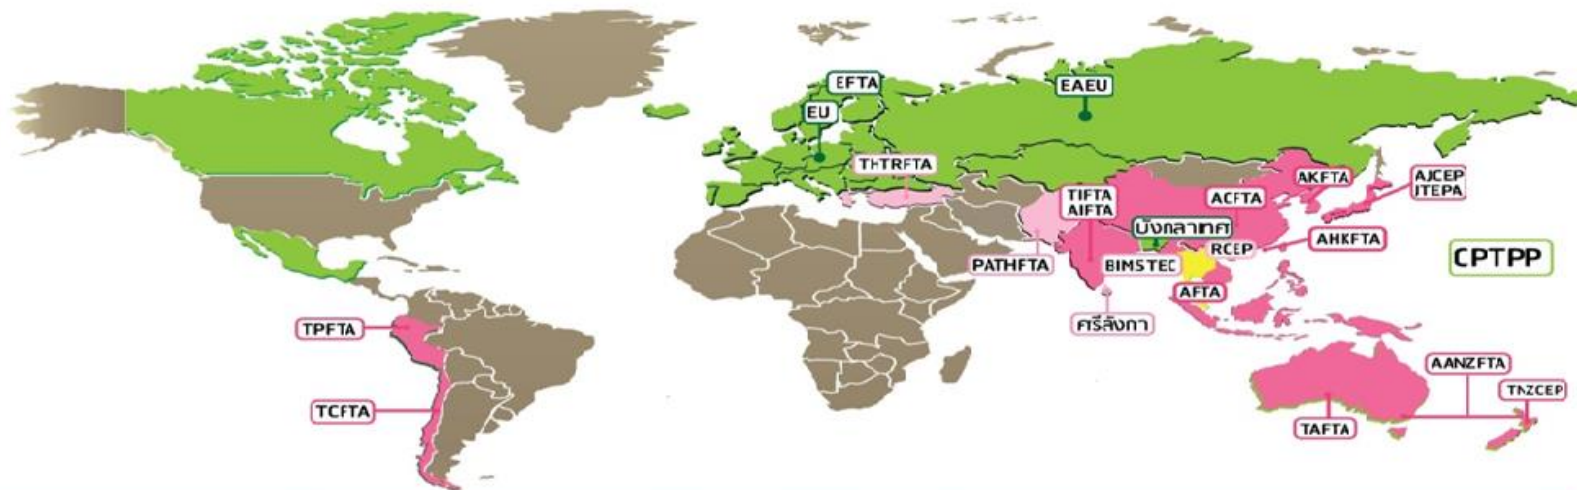 EFTA
EAEU
EU
THTRFTA
TIFTA
AIFTA
ACFTA
AKFTA
AJCEP
JTEPA
บังกลาเทศ
RCEP
AHKFTA
PATHFTA
BIMSTEC
CPTPP
AFTA
ศรีลังกา
TPFTA
TCFTA
AANZFTA
TNZCEP
TAFTA